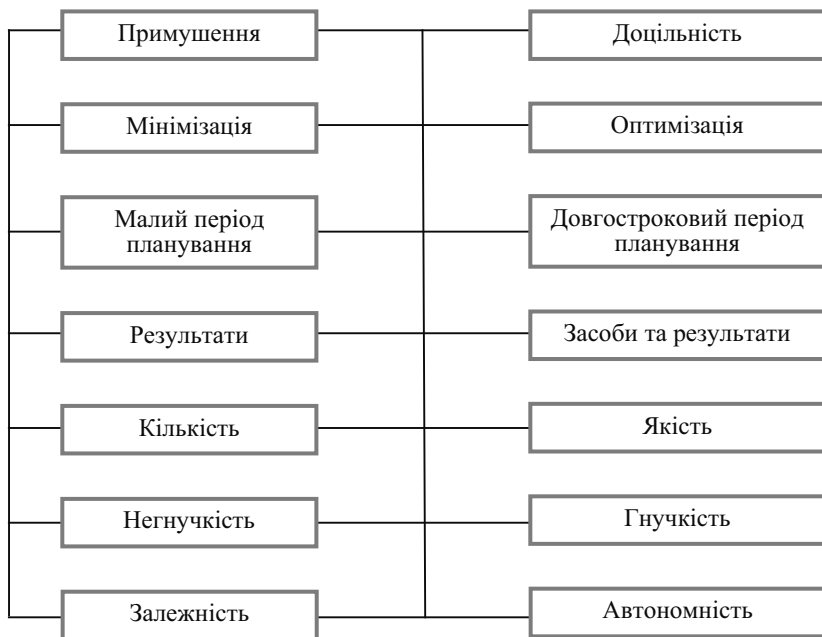 Примушення
Доцільність
Мінімізація
Оптимізація
Малий період
планування
Довгостроковий період
планування
Результати
Засоби та результати
Кількість
Якість
Негнучкість
Гнучкість
Залежність
Автономність